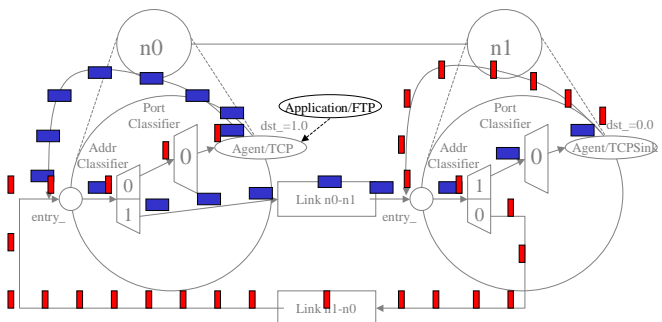 n0
n1
Port
Classifier
Application/FTP
Port
Classifier
dst_=1.0
dst_=0.0
Addr
Classifier
0
Agent/TCP
Addr
Classifier
0
Agent/TCPSink
0
1
1
0
entry_
Link n0-n1
entry_
Link n1-n0